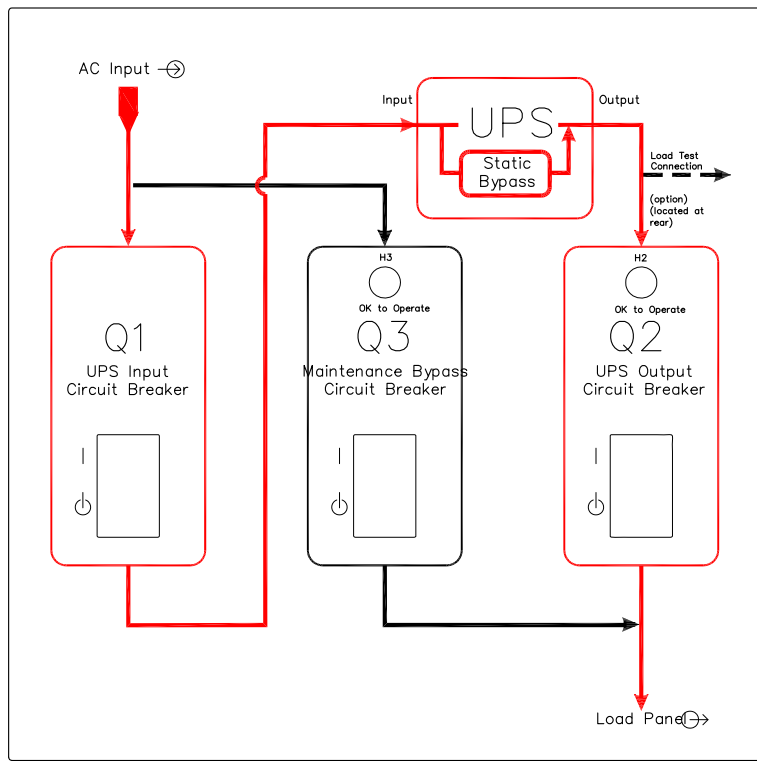 AC Input
Input
UPS
Output
Static
Bypass
Load Test
Connection
(option)
(located at
rear)
Q1
UPS Input
Circuit Breaker
H3
OK to Operate
Q3
Maintenance Bypass
Circuit Breaker
H2
OK to Operate
Q2
UPS Output
Circuit Breaker
Load Panel